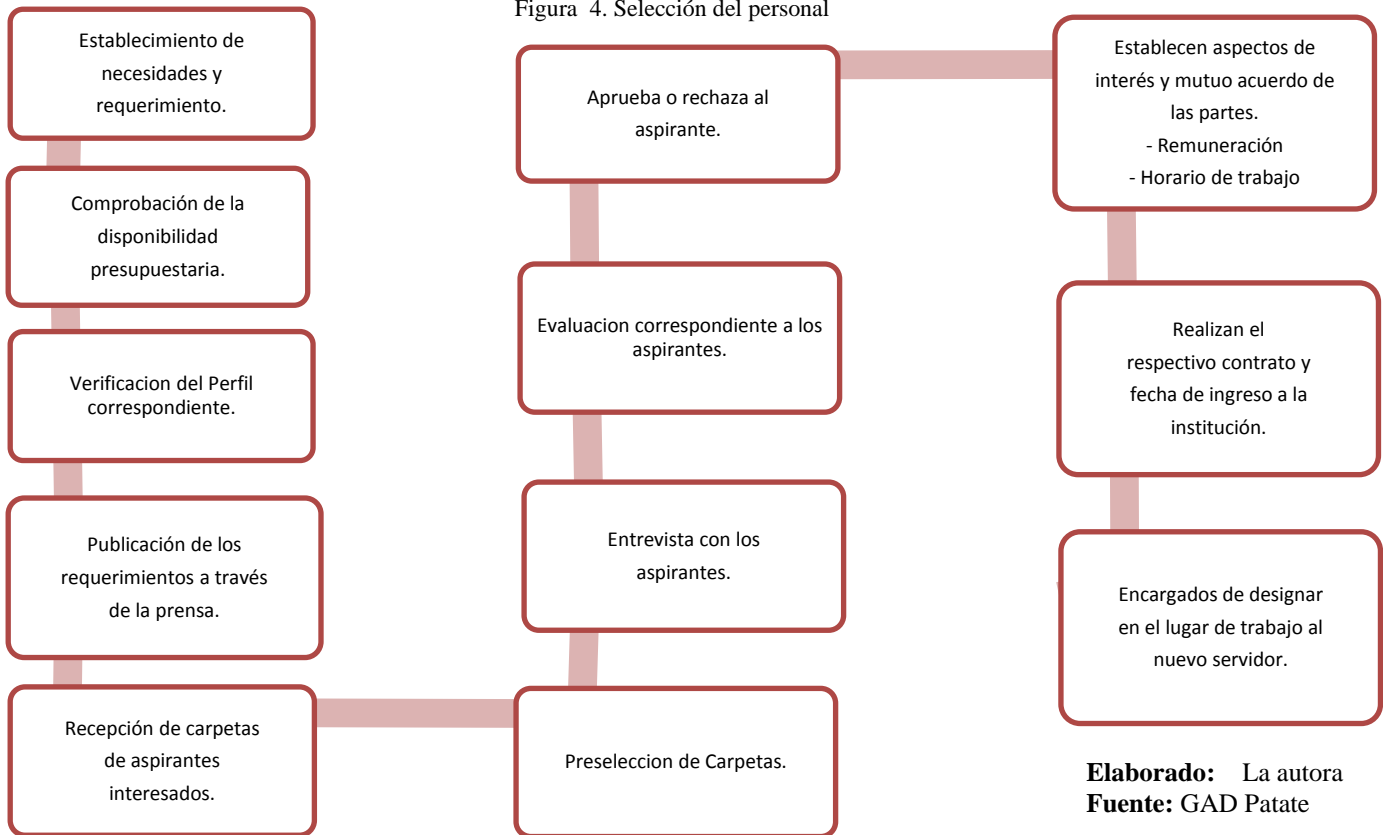 Figura 4. Selección del personal
Establecimiento de
necesidades y
requerimiento.
Comprobación de la
disponibilidad
presupuestaria.
Verificacion del Perfil
correspondiente.
Publicación de los
requerimientos a través
de la prensa.
Recepción de carpetas
de aspirantes
interesados.
Preseleccion de Carpetas.
Entrevista con los
aspirantes.
Evaluacion correspondiente a los
aspirantes.
Aprueba o rechaza al
aspirante.
Establecen aspectos de
interés y mutuo acuerdo de
las partes.
- Remuneración
- Horario de trabajo
Realizan el
respectivo contrato y
fecha de ingreso a la
institución.
Encargados de designar
en el lugar de trabajo al
nuevo servidor.
Elaborado: La autora
Fuente: GAD Patate